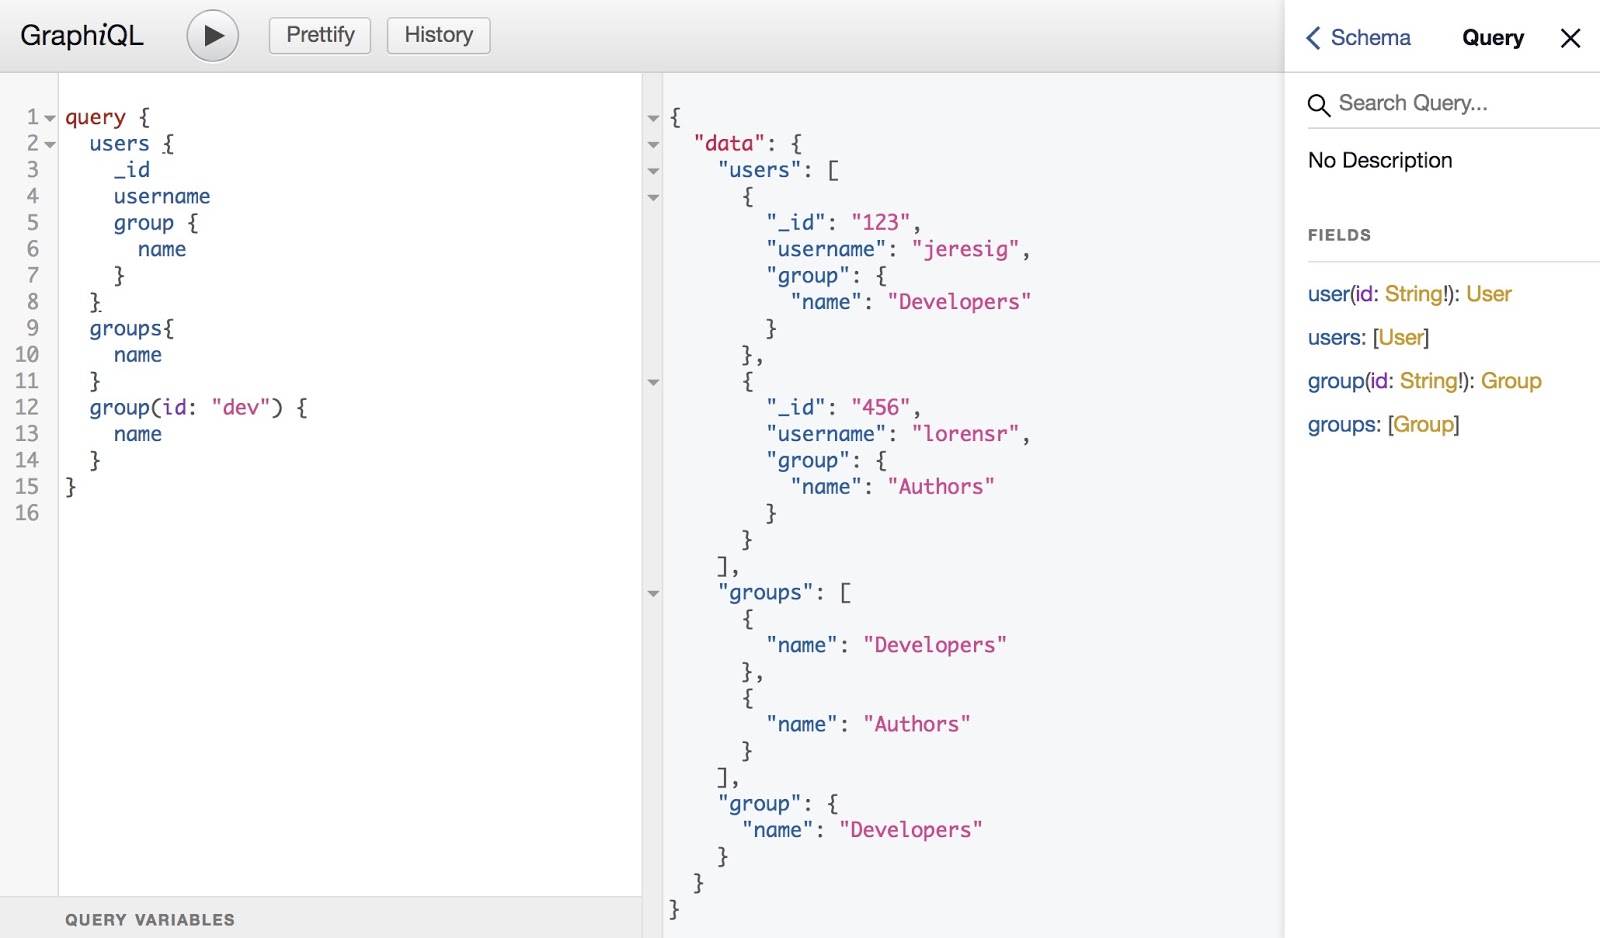 GraphiQL Prettify History
1 query {
2   users {
3     _id
4     username
5     group {
6       name
7     }
8   }
9   groups{
10     name
11   }
12   group(id: "dev") {
13     name
14   }
15 }
16
QUERY VARIABLES
{
  "data": {
    "users": [
      {
        "_id": "123",
        "username": "jeresig",
        "group": {
          "name": "Developers"
        }
      },
      {
        "_id": "456",
        "username": "lorensr",
        "group": {
          "name": "Authors"
        }
      }
    ],
    "groups": [
      {
        "name": "Developers"
      },
      {
        "name": "Authors"
      }
    ],
    "group": {
      "name": "Developers"
    }
  }
}
Schema Query
Search Query...
No Description
FIELDS
user(id: String!): User
users: [User]
group(id: String!): Group
groups: [Group]